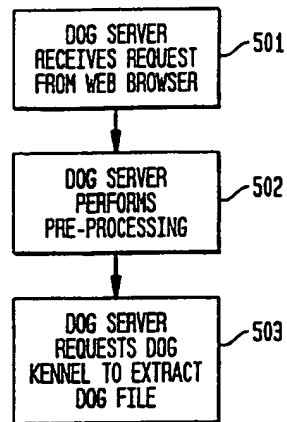 DOG SERVER
RECEIVES REQUEST
FROM WEB BROWSER
501
DOG SERVER
PERFORMS
PRE-PROCESSING
502
DOG SERVER
REQUESTS DOG
KENNEL TO EXTRACT
DOG FILE
503